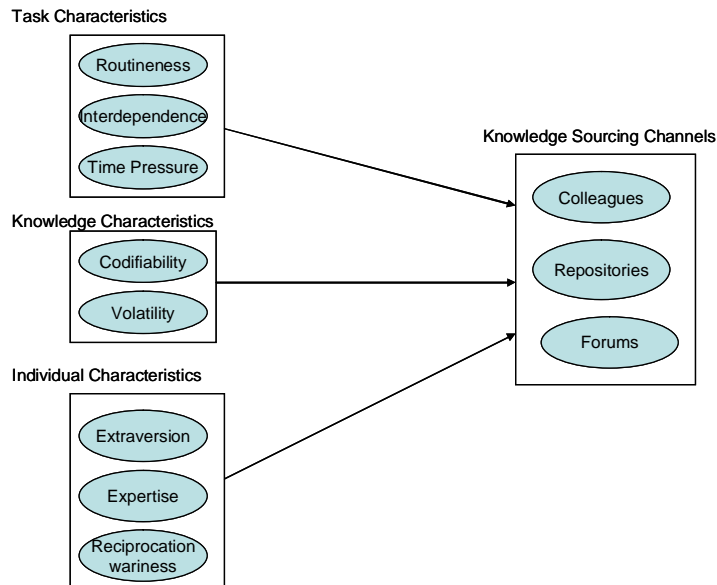 Task Characteristics
Routineness
Interdependence
Time Pressure
Knowledge Characteristics
Codifiability
Volatility
Individual Characteristics
Extraversion
Expertise
Reciprocation
wariness
Knowledge Sourcing Channels
Colleagues
Repositories
Forums